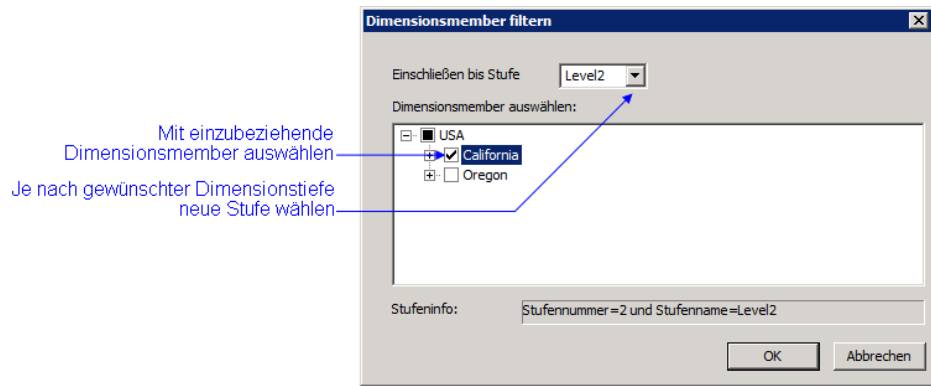 Dimensionsmember filtern
Einschließen bis Stufe Level2
Dimensionsmember auswählen:
USA
California
Oregon
Mit einzubeziehende
Dimensionsmember auswählen
Je nach gewünschter Dimensionstiefe
neue Stufe wählen
Stufeninfo: Stufennummer=2 und Stufenname=Level2
OK Abbrechen